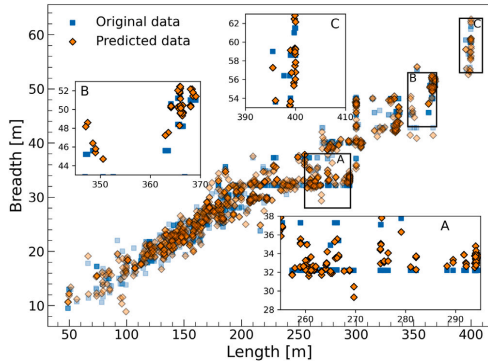 Original data
Predicted data
C
62
60
58
56
54
390 400 410
C
B
52
50
48
46
44
350 360 370
B
A
38
36
34
32
30
28
A
260 270 280 290
60
50
40
30
20
10
Breadth [m]
50 100 150 200 250 300 350 400
Length [m]